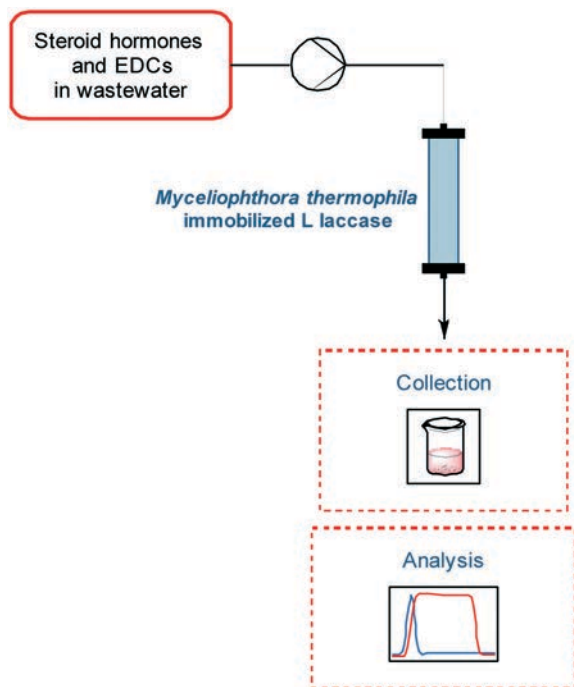 Steroid hormones
and EDCs
in wastewater
Myceliophthora thermophila
immobilized L laccase
Collection
Analysis